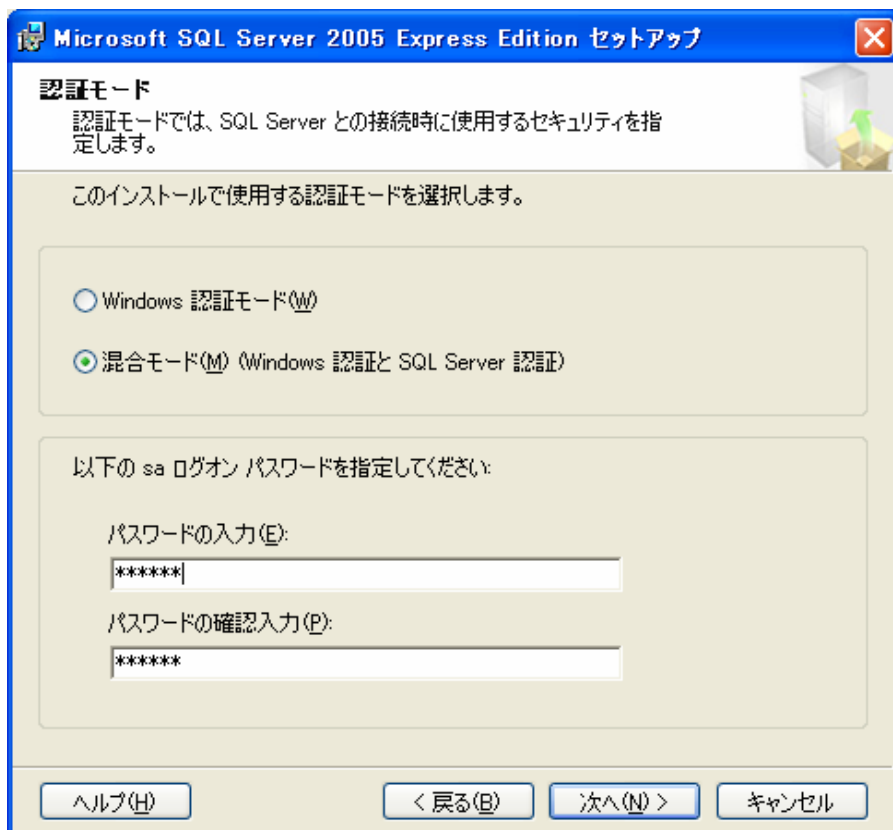 Microsoft SQL Server 2005 Express Edition セットアップ
認証モード
認証モードでは、SQL Server との接続時に使用するセキュリティを指
定します。
このインストールで使用する認証モードを選択します。
Windows 認証モード(W)
混合モード(M) (Windows 認証と SQL Server 認証)
以下の sa ログオン パスワードを指定してください:
パスワードの入力(E):
******
パスワードの確認入力(P):
******
ヘルプ(H)
< 戻る(B)
次へ(N) >
キャンセル